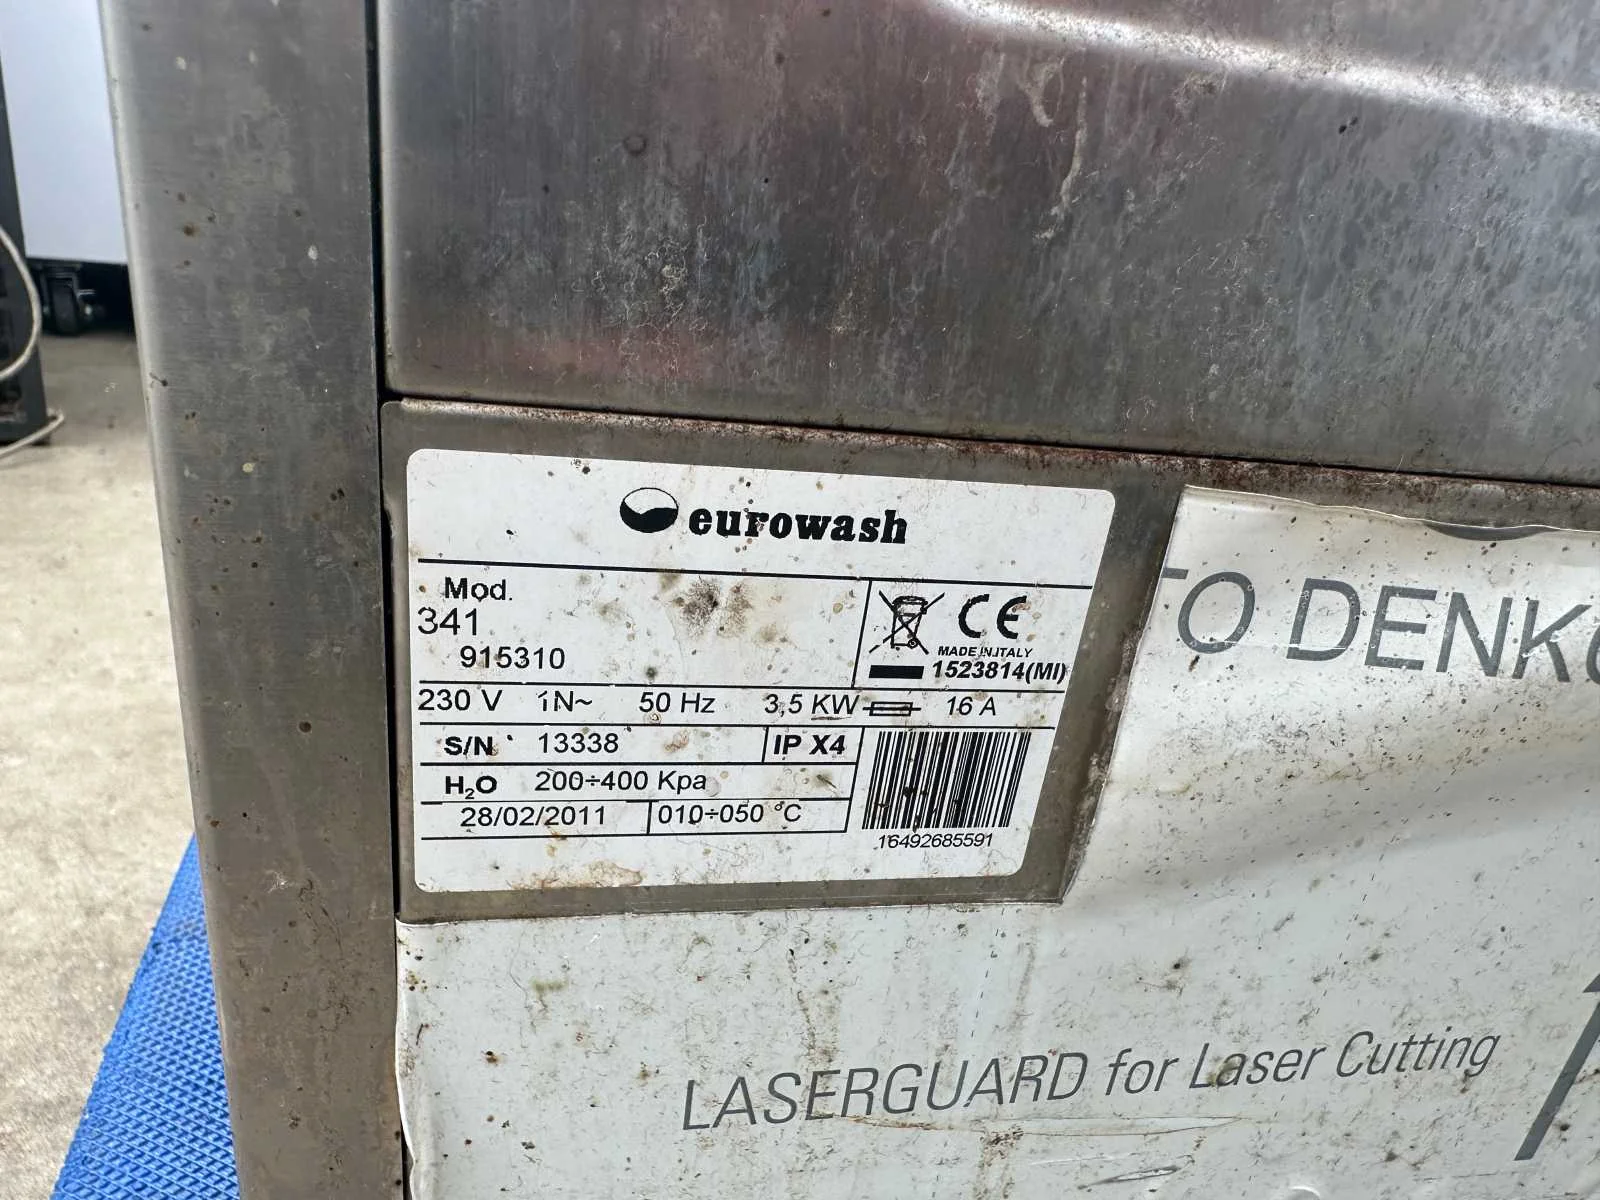 eurowash
Mod.
341
915310
CE
MADE IN ITALY
1523814(MI)
230 V 1N~ 50 Hz 3,5 KW 16 A
S/N 13338 IP X4
H₂O 200÷400 Kpa
28/02/2011 010÷050 °C
16492685591
TO DENK
LASERGUARD for Laser Cutting